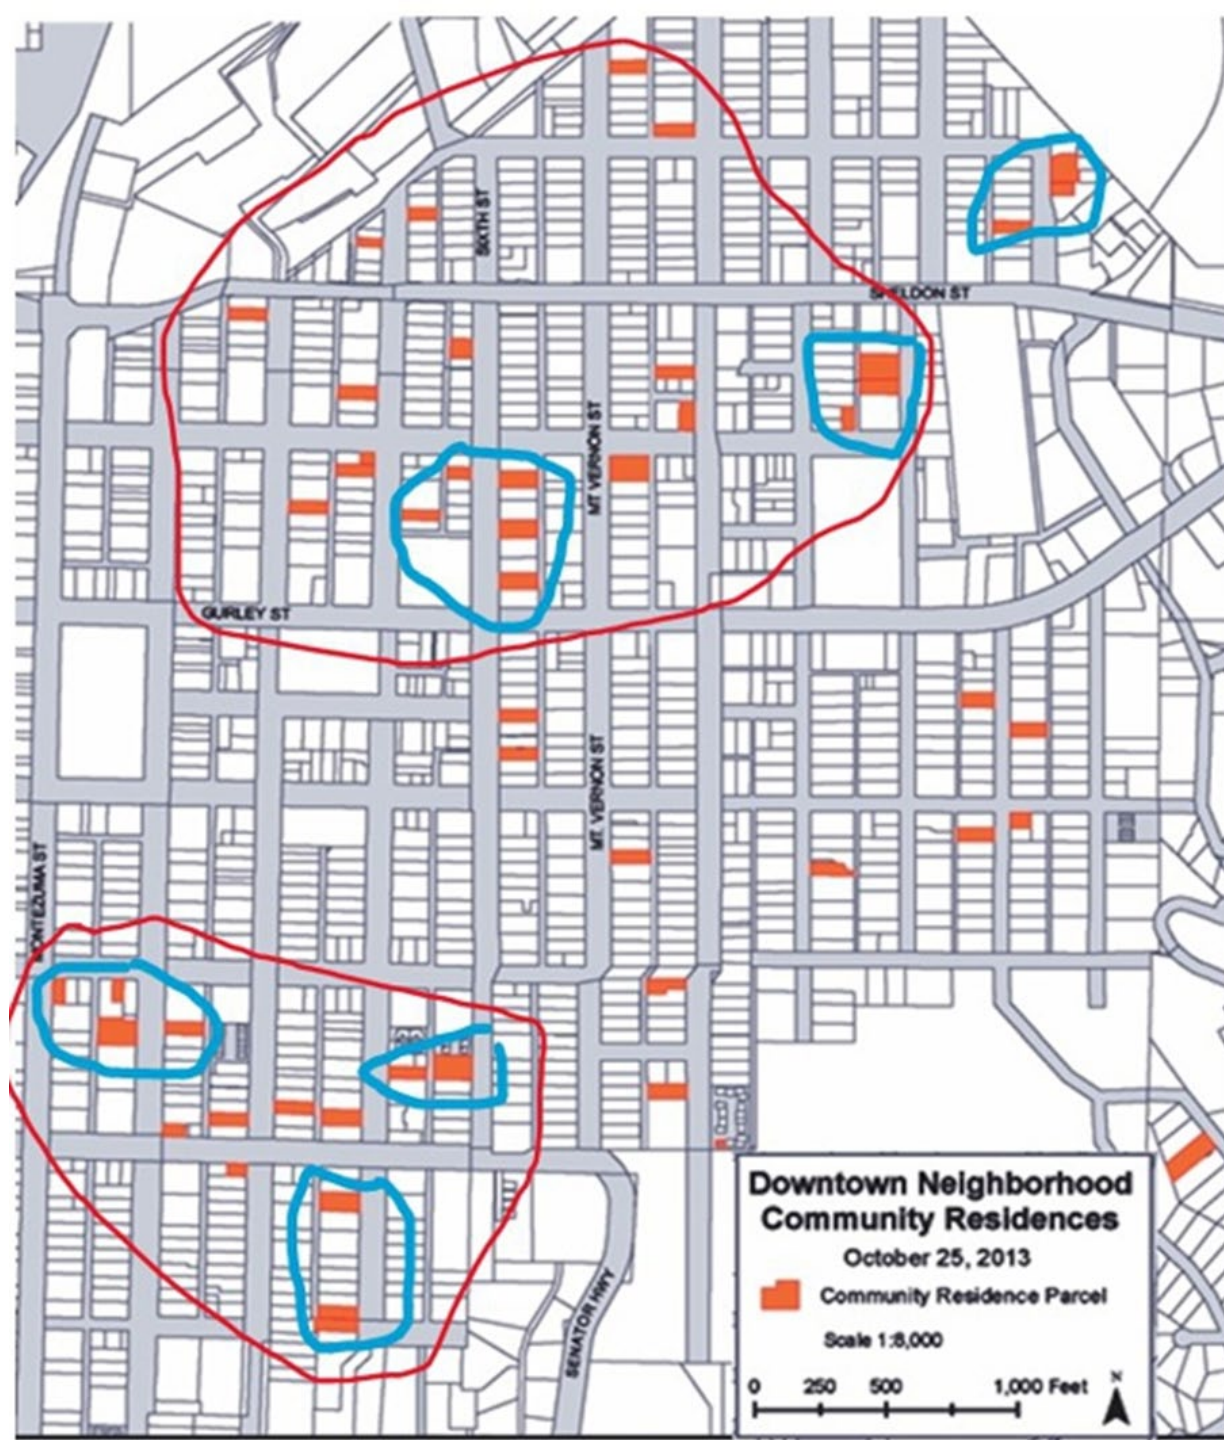 SIXTH ST
SHELDON ST
MT VERNON ST
GURLEY ST
MT. VERNON ST
MONTEZUMA ST
SENATOR HWY
Downtown Neighborhood
Community Residences
October 25, 2013
Community Residence Parcel
Scale 1:6,000
0 250 500 1,000 Feet
N